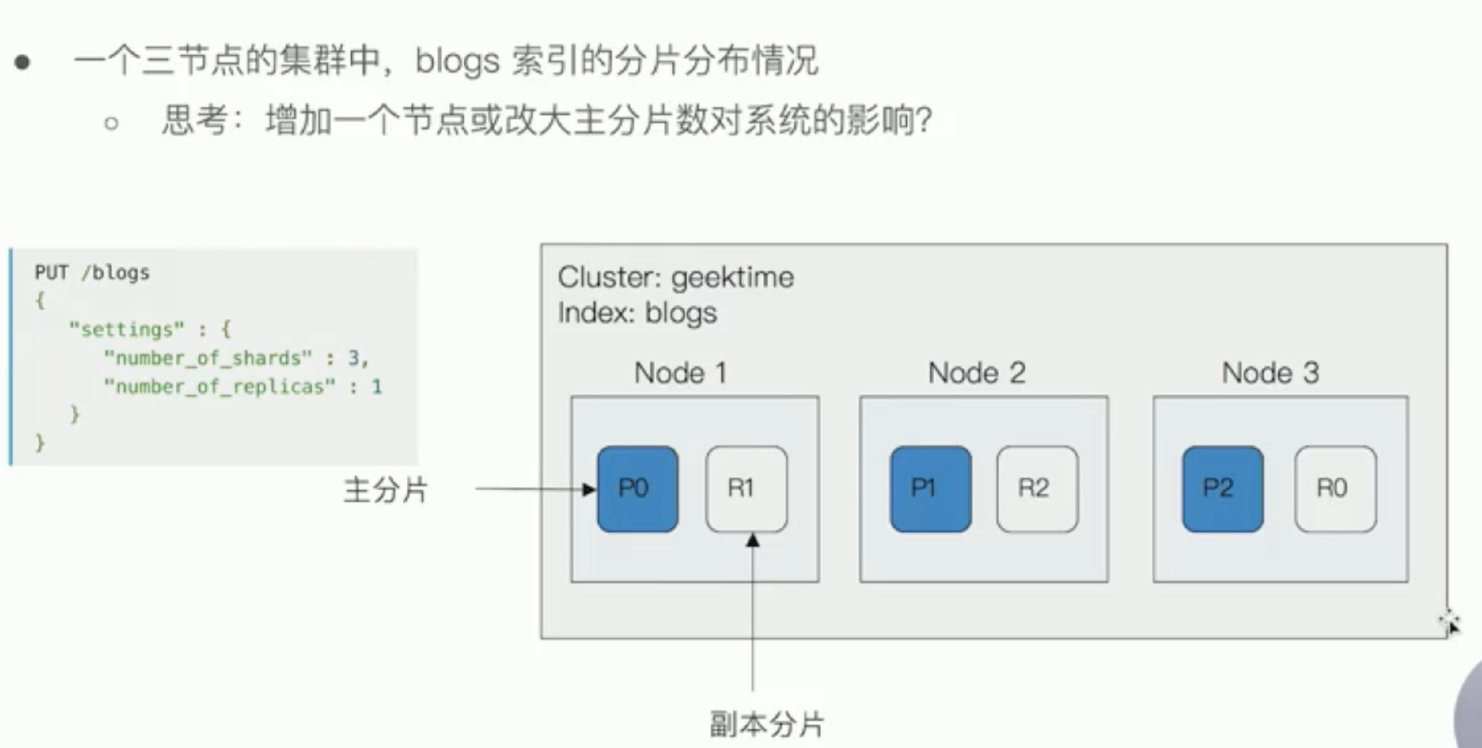 一个三节点的集群中，blogs 索引的分片分布情况
思考：增加一个节点或改大主分片数对系统的影响？
PUT /blogs
{
"settings" : {
"number_of_shards" : 3,
"number_of_replicas" : 1
}
}
Cluster: geektime
Index: blogs
Node 1
Node 2
Node 3
P0
R1
P1
R2
P2
R0
主分片
副本分片